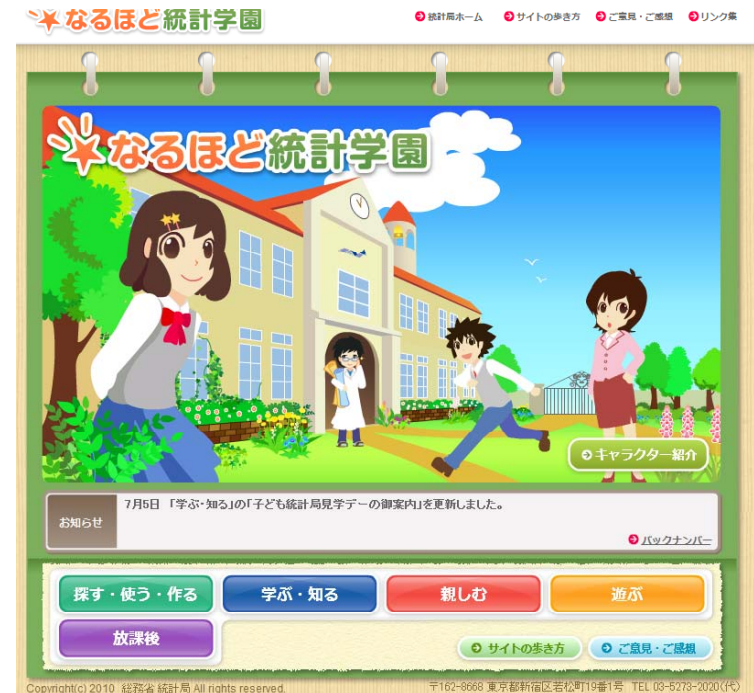 なるほど統計学園
統計局ホーム サイトの歩き方 ご意見・ご感想 リンク集
なるほど統計学園
キャラクター紹介
お知らせ
7月5日 「学ぶ・知る」の「子ども統計局見学デーの御案内」を更新しました。
バックナンバー
探す・使う・作る 学ぶ・知る 親しむ 遊ぶ
放課後
サイトの歩き方 ご意見・ご感想
Copyright(c) 2010 総務省 統計局 All rights reserved.
〒162-8668 東京都新宿区若松町19番1号 TEL 03-5273-2020(代)